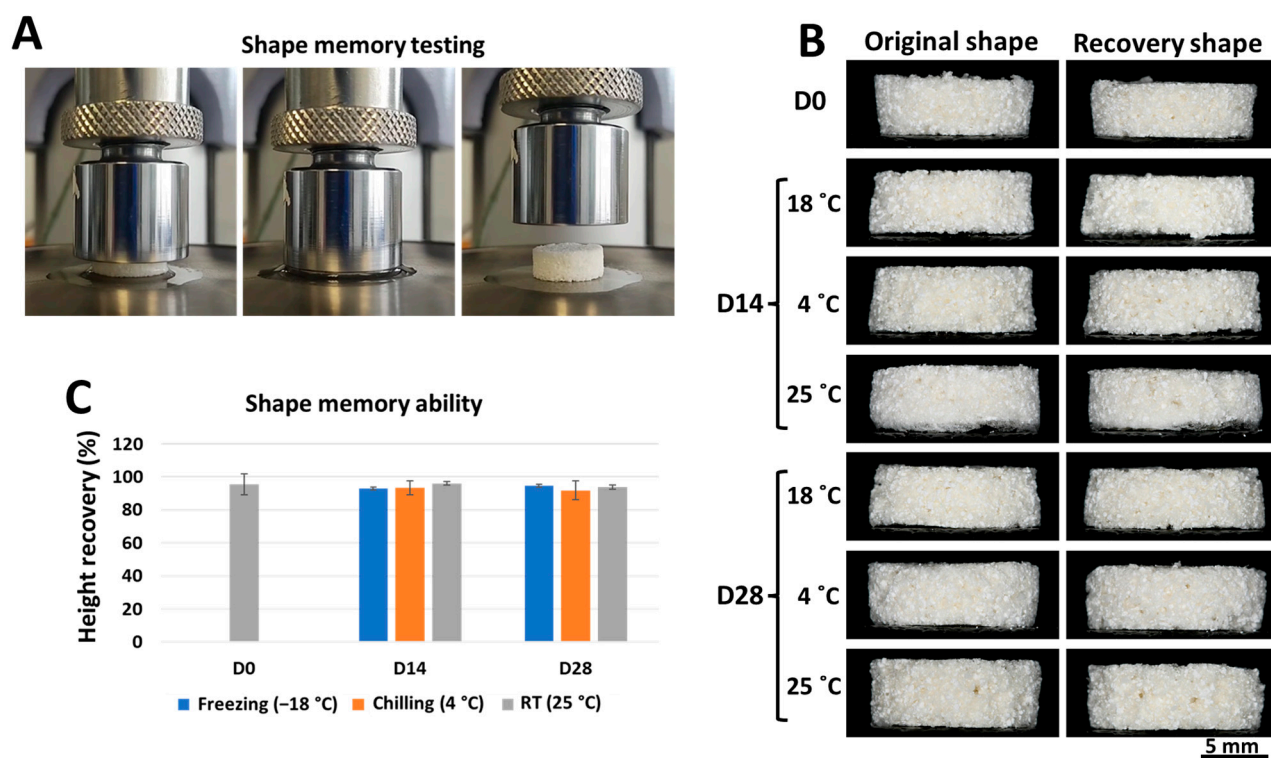 A
Shape memory testing
B
Original shape
Recovery shape
D0
D14
18 °C
4 °C
25 °C
D28
18 °C
4 °C
25 °C
5 mm
C
Shape memory ability
Height recovery (%)
120
100
80
60
40
20
0
D0
D14
D28
Freezing (–18 °C)
Chilling (4 °C)
RT (25 °C)